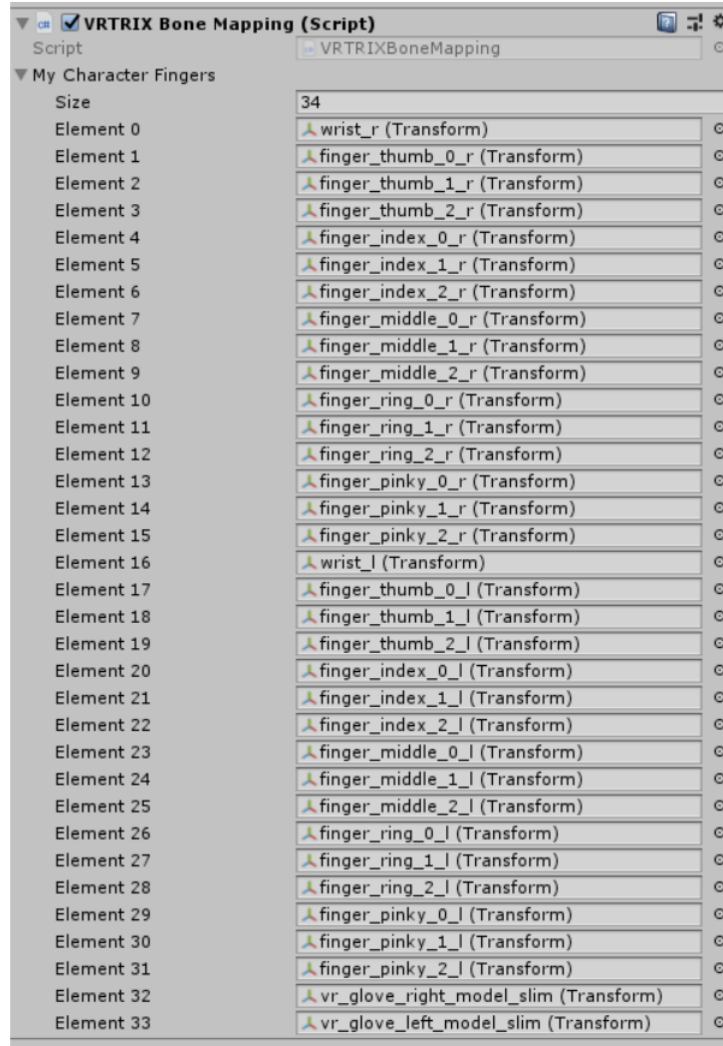 VRTRIX Bone Mapping (Script)
Script VRTRIXBoneMapping
My Character Fingers
Size 34
Element 0 wrist_r (Transform)
Element 1 finger_thumb_0_r (Transform)
Element 2 finger_thumb_1_r (Transform)
Element 3 finger_thumb_2_r (Transform)
Element 4 finger_index_0_r (Transform)
Element 5 finger_index_1_r (Transform)
Element 6 finger_index_2_r (Transform)
Element 7 finger_middle_0_r (Transform)
Element 8 finger_middle_1_r (Transform)
Element 9 finger_middle_2_r (Transform)
Element 10 finger_ring_0_r (Transform)
Element 11 finger_ring_1_r (Transform)
Element 12 finger_ring_2_r (Transform)
Element 13 finger_pinky_0_r (Transform)
Element 14 finger_pinky_1_r (Transform)
Element 15 finger_pinky_2_r (Transform)
Element 16 wrist_l (Transform)
Element 17 finger_thumb_0_l (Transform)
Element 18 finger_thumb_1_l (Transform)
Element 19 finger_thumb_2_l (Transform)
Element 20 finger_index_0_l (Transform)
Element 21 finger_index_1_l (Transform)
Element 22 finger_index_2_l (Transform)
Element 23 finger_middle_0_l (Transform)
Element 24 finger_middle_1_l (Transform)
Element 25 finger_middle_2_l (Transform)
Element 26 finger_ring_0_l (Transform)
Element 27 finger_ring_1_l (Transform)
Element 28 finger_ring_2_l (Transform)
Element 29 finger_pinky_0_l (Transform)
Element 30 finger_pinky_1_l (Transform)
Element 31 finger_pinky_2_l (Transform)
Element 32 vr_glove_right_model_slim (Transform)
Element 33 vr_glove_left_model_slim (Transform)